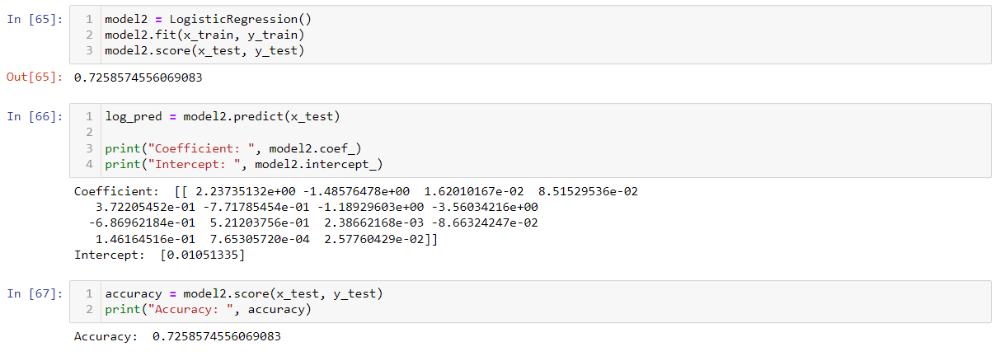 In [65]: 1 model2 = LogisticRegression()
2 model2.fit(x_train, y_train)
3 model2.score(x_test, y_test)
Out[65]: 0.7258574556069083
In [66]: 1 log_pred = model2.predict(x_test)
2
3 print("Coefficient: ", model2.coef_)
4 print("Intercept: ", model2.intercept_)
Coefficient:  [[ 2.23735132e+00 -1.48576478e+00  1.62010167e-02  8.51529536e-02
3.72205452e-01 -7.71785454e-01 -1.18929603e+00 -3.56034216e+00
-6.86962184e-01  5.21203756e-01  2.38662168e-03 -8.66324247e-02
1.46164516e-01  7.65305720e-04  2.57760429e-02]]
Intercept:  [0.01051335]
In [67]: 1 accuracy = model2.score(x_test, y_test)
2 print("Accuracy: ", accuracy)
Accuracy:  0.7258574556069083